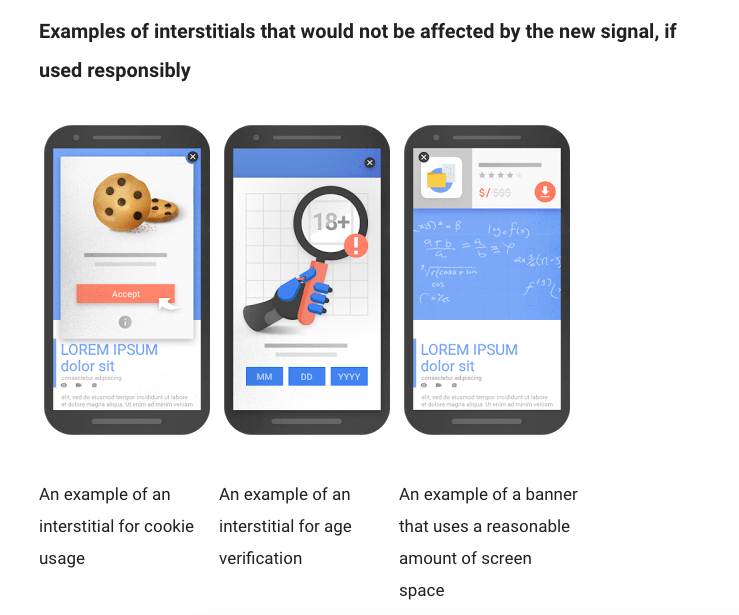 Examples of interstitials that would not be affected by the new signal, if
used responsibly
Accept
LOREM IPSUM
dolor sit
consectetur adipiscing
elit, sed do eiusmod tempor incididunt ut labore
et dolore magna aliqua. Ut enim ad minim veniam
18+
MM DD YYYY
$/$$$
LOREM IPSUM
dolor sit
consectetur adipiscing
elit, sed do eiusmod tempor incididunt ut labore
et dolore magna aliqua. Ut enim ad minim veniam
An example of an
interstitial for cookie
usage
An example of an
interstitial for age
verification
An example of a banner
that uses a reasonable
amount of screen
space